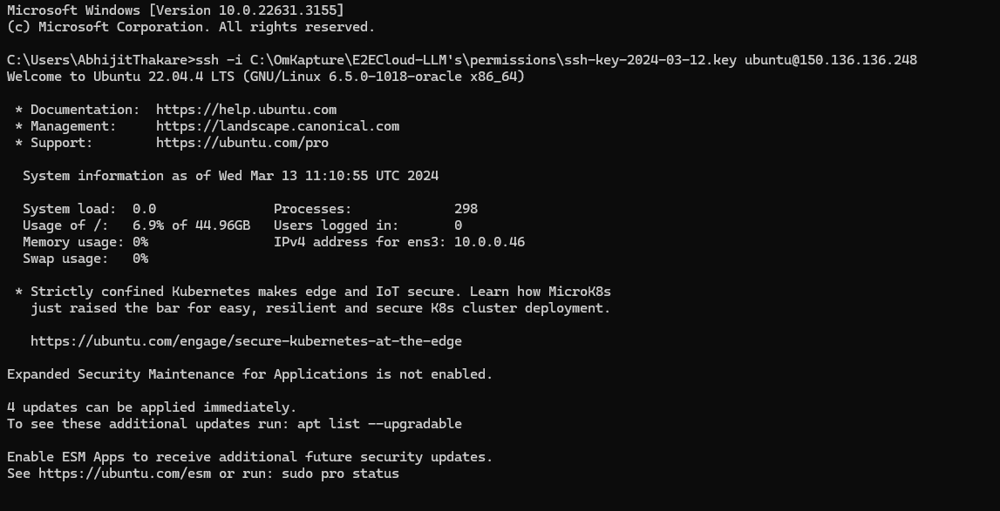 Microsoft Windows [Version 10.0.22631.3155]
(c) Microsoft Corporation. All rights reserved.
C:\Users\AbhijitThakare>ssh -i C:\OmKapture\E2ECloud-LLM's\permissions\ssh-key-2024-03-12.key ubuntu@150.136.136.248
Welcome to Ubuntu 22.04.4 LTS (GNU/Linux 6.5.0-1018-oracle x86_64)
* Documentation:  https://help.ubuntu.com
* Management:     https://landscape.canonical.com
* Support:        https://ubuntu.com/pro
System information as of Wed Mar 13 11:10:55 UTC 2024
System load:  0.0               Processes:             298
Usage of /:   6.9% of 44.96GB   Users logged in:       0
Memory usage: 0%                IPv4 address for ens3: 10.0.0.46
Swap usage:   0%
* Strictly confined Kubernetes makes edge and IoT secure. Learn how MicroK8s
just raised the bar for easy, resilient and secure K8s cluster deployment.
https://ubuntu.com/engage/secure-kubernetes-at-the-edge
Expanded Security Maintenance for Applications is not enabled.
4 updates can be applied immediately.
To see these additional updates run: apt list --upgradable
Enable ESM Apps to receive additional future security updates.
See https://ubuntu.com/esm or run: sudo pro status